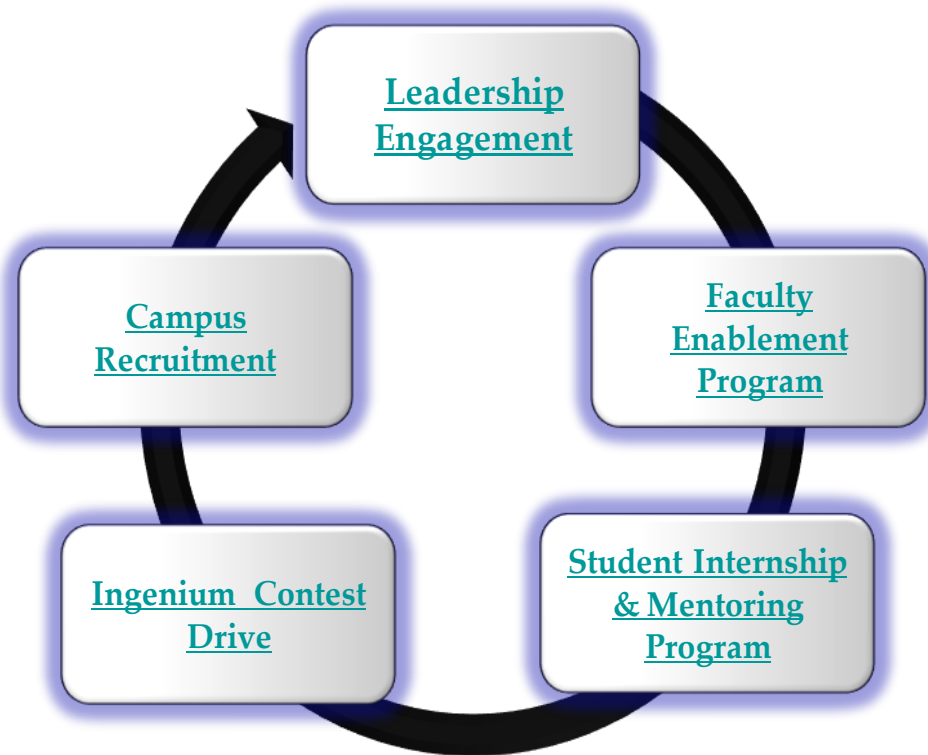 Leadership
Engagement
Faculty
Enablement
Program
Student Internship
& Mentoring
Program
Ingenium  Contest
Drive
Campus
Recruitment